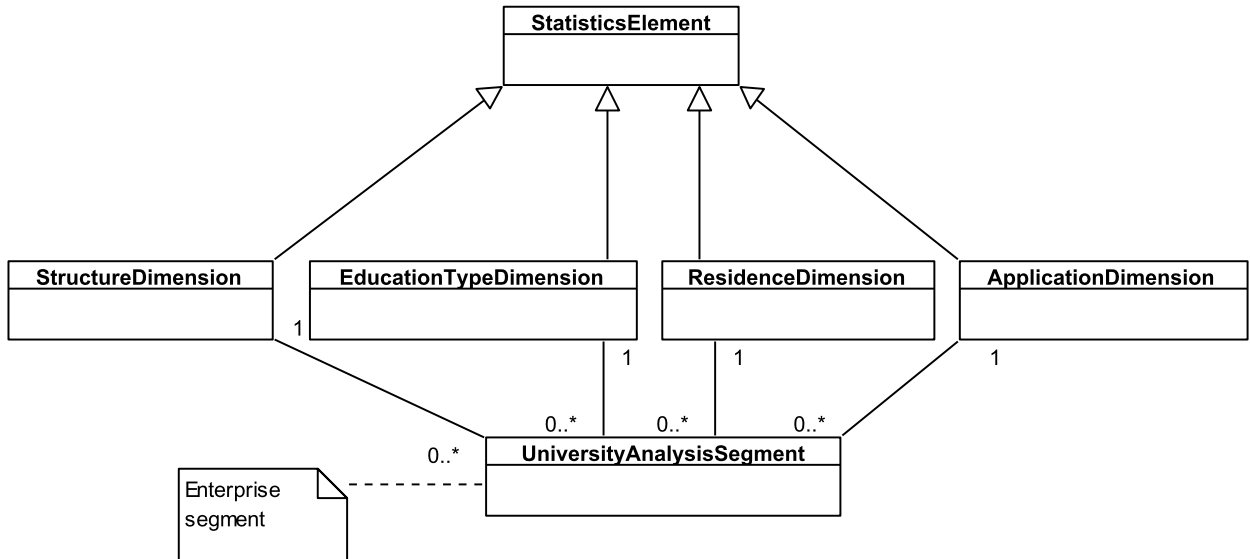 StatisticsElement
StructureDimension
EducationTypeDimension
ResidenceDimension
ApplicationDimension
1
1
1
1
0..*
0..*
0..*
0..*
UniversityAnalysisSegment
Enterprise
segment